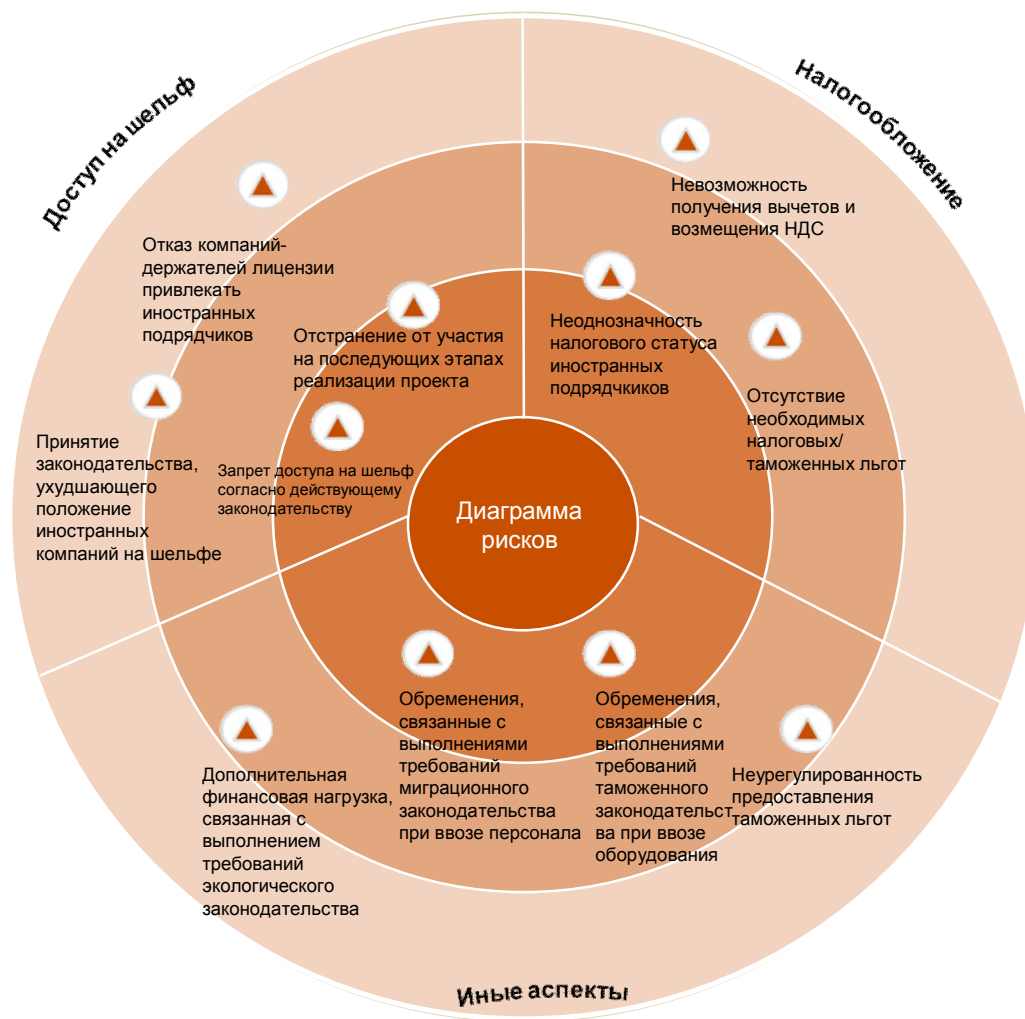 Доступ на шельф
Налогообложение
Невозможность
получения вычетов и
возмещения НДС
Отказ компаний-
держателей лицензии
привлекать
иностранных
подрядчиков
Отстранение от участия
на последующих этапах
реализации проекта
Неоднозначность
налогового статуса
иностранных
подрядчкиков
Отсутствие
необходимых
налоговых/
таможенных льгот
Принятие
законодательства,
ухудшающего
положение
иностранных
компаний на шельфе
Запрет доступа на шельф
согласно действующему
законодательству
Диаграмма
рисков
Дополнительная
финансовая нагрузка,
связанная с
выполнением
требований
экологического
законодательства
Обременения,
связанные с
выполнениями
требований
миграционного
законодательства
при ввозе персонала
Обременения,
связанные с
выполнениями
требований
таможенного
законодательст
ва при ввозе
оборудования
Неурегулированность
предоставления
таможенных льгот
Иные аспекты